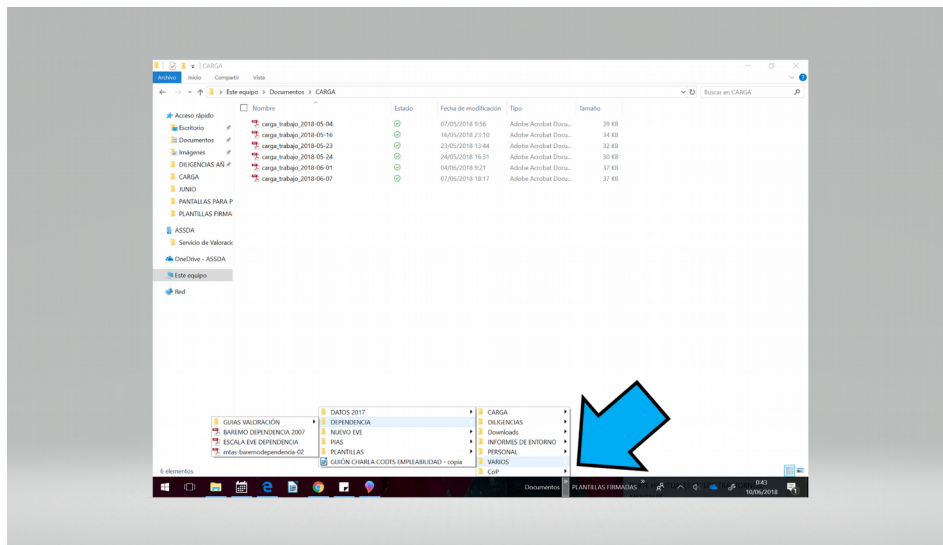 CARGA
Archivo Inicio Compartir Vista
Este equipo > Documentos > CARGA
Buscar en CARGA
Nombre Estado Fecha de modificación Tipo Tamaño
carga_trabajo_2018-05-04 07/05/2018 9:56 Adobe Acrobat Docu... 39 KB
carga_trabajo_2018-05-16 16/05/2018 23:10 Adobe Acrobat Docu... 34 KB
carga_trabajo_2018-05-23 23/05/2018 13:44 Adobe Acrobat Docu... 32 KB
carga_trabajo_2018-05-24 24/05/2018 16:31 Adobe Acrobat Docu... 30 KB
carga_trabajo_2018-06-01 04/06/2018 9:21 Adobe Acrobat Docu... 37 KB
carga_trabajo_2018-06-07 07/06/2018 18:17 Adobe Acrobat Docu... 37 KB
Acceso rápido
Escritorio
Documentos
Imágenes
DILIGENCIAS AÑ
CARGA
JUNIO
PANTALLAS PARA P
PLANTILLAS FIRMA
ASSDA
Servicio de Valoració
OneDrive - ASSDA
Este equipo
Red
GUIAS VALORACIÓN
BAREMO DEPENDENCIA 2007
ESCALA EVE DEPENDENCIA
mtas-baremodependencia-02
DATOS 2017
DEPENDENCIA
NUEVO EVE
PIAS
PLANTILLAS
GUIÓN CHARLA CODTS EMPLEABILIDAD - copia
CARGA
DILIGENCIAS
Downloads
INFORMES DE ENTORNO
PERSONAL
VARIOS
CoP
6 elementos
Documentos » PLANTILLAS FIRMADAS »
0:43
10/06/2018